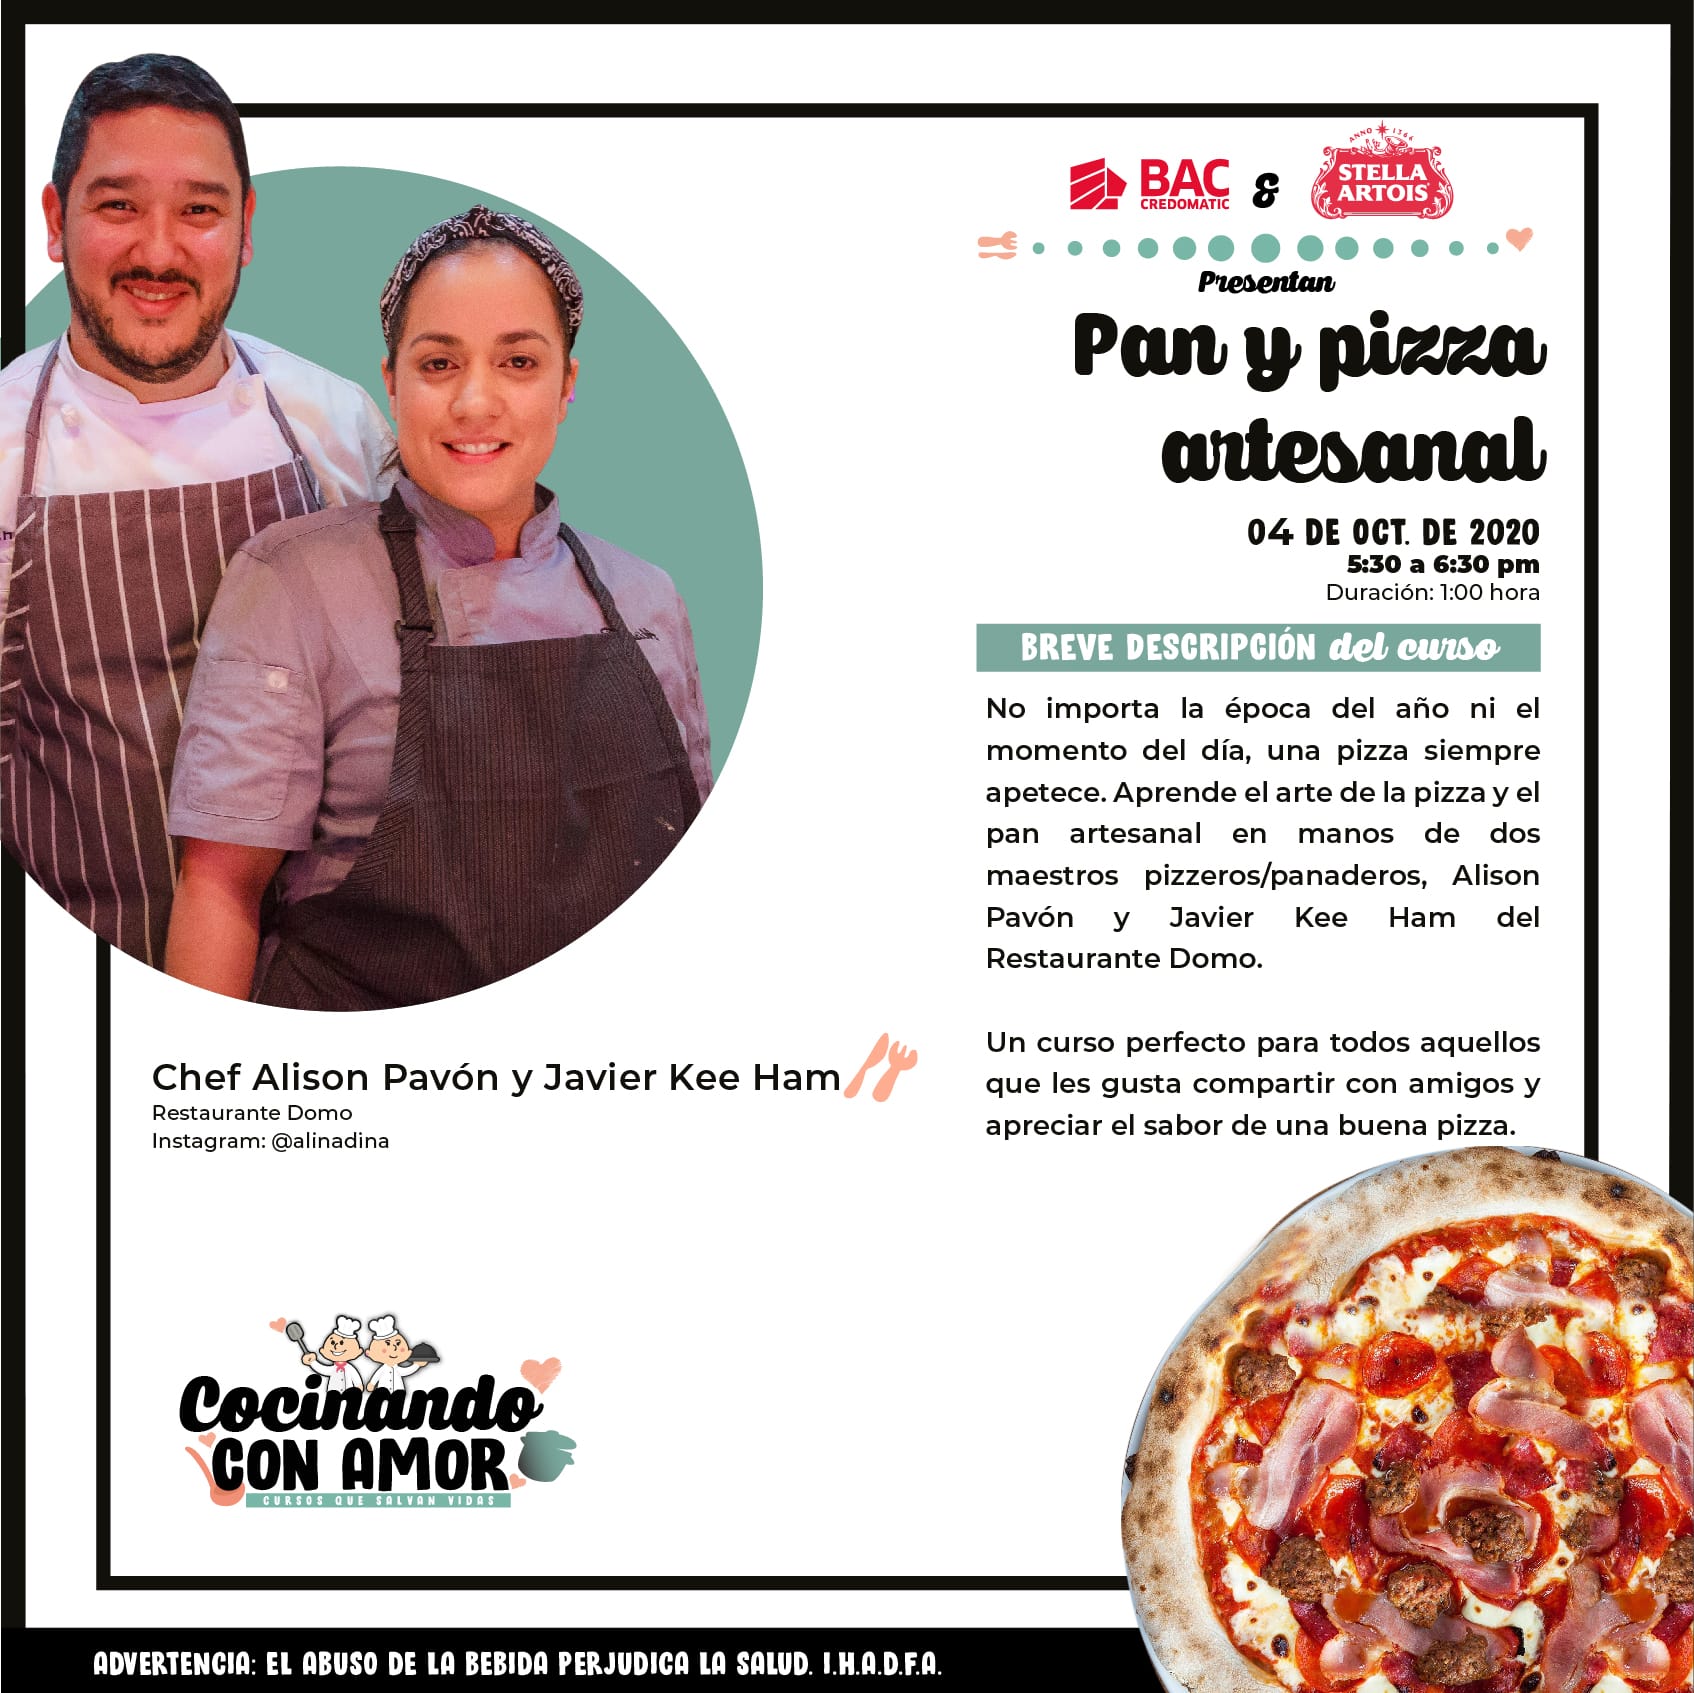 BAC
CREDOMATIC
&
ANNO 1366
STELLA
ARTOIS
Presentan
Pan y pizza
artesanal
04 DE OCT. DE 2020
5:30 a 6:30 pm
Duración: 1:00 hora
BREVE DESCRIPCIÓN del curso
No importa la época del año ni el
momento del día, una pizza siempre
apetece. Aprende el arte de la pizza y el
pan artesanal en manos de dos
maestros pizzeros/panaderos, Alison
Pavón y Javier Kee Ham del
Restaurante Domo.
Un curso perfecto para todos aquellos
que les gusta compartir con amigos y
apreciar el sabor de una buena pizza.
Chef Alison Pavón y Javier Kee Ham
Restaurante Domo
Instagram: @alinadina
Cocinando
CON AMOR
CURSOS QUE SALVAN VIDAS
ADVERTENCIA: EL ABUSO DE LA BEBIDA PERJUDICA LA SALUD. I.H.A.D.F.A.